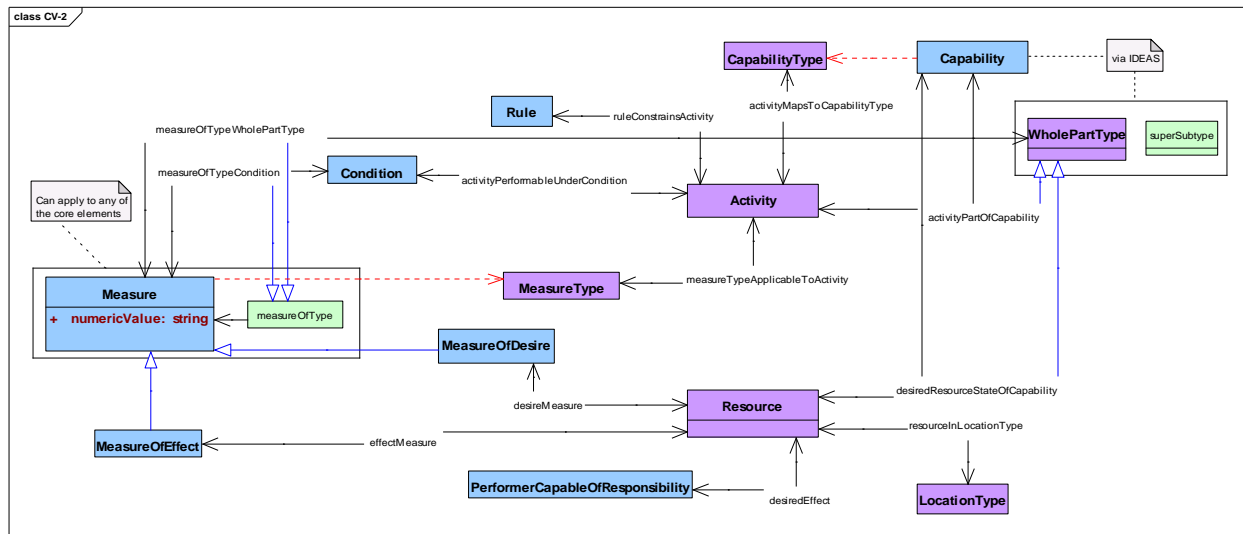 class CV-2
CapabilityType
Capability
via IDEAS
Rule
ruleConstrainsActivity
activityMapsToCapabilityType
measureOfTypeWholePartType
WholePartType
superSubtype
measureOfTypeCondition
Condition
activityPerformableUnderCondition
Can apply to any of
the core elements
Activity
activityPartOfCapability
Measure
+ numericValue: string
measureOfType
MeasureType
measureTypeApplicableToActivity
MeasureOfDesire
desireMeasure
Resource
desiredResourceStateOfCapability
resourceInLocationType
MeasureOfEffect
effectMeasure
PerformerCapableOfResponsibility
desiredEffect
LocationType